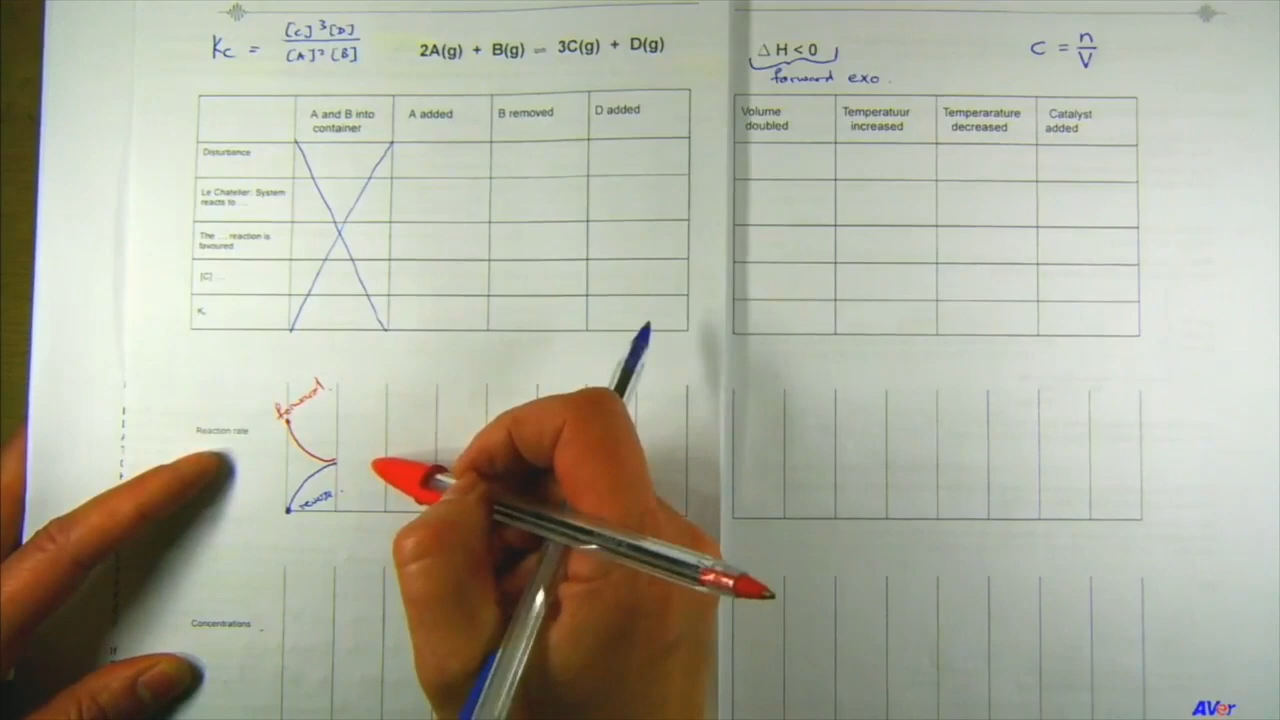 Kc = [C]³[D] / [A]²[B]
2A(g) + B(g) ⇌ 3C(g) + D(g)
ΔH<0
forward exo.
C = n/V
A and B into
container
A added
B removed
D added
Volume
doubled
Temperatuur
increased
Temperarature
decreased
Catalyst
added
Disturbance
Le Chatelier: System
reacts to ...
The ... reaction is
favoured
[C] ...
Kc
forward.
Reaction rate
reverse.
Concentrations
AVer